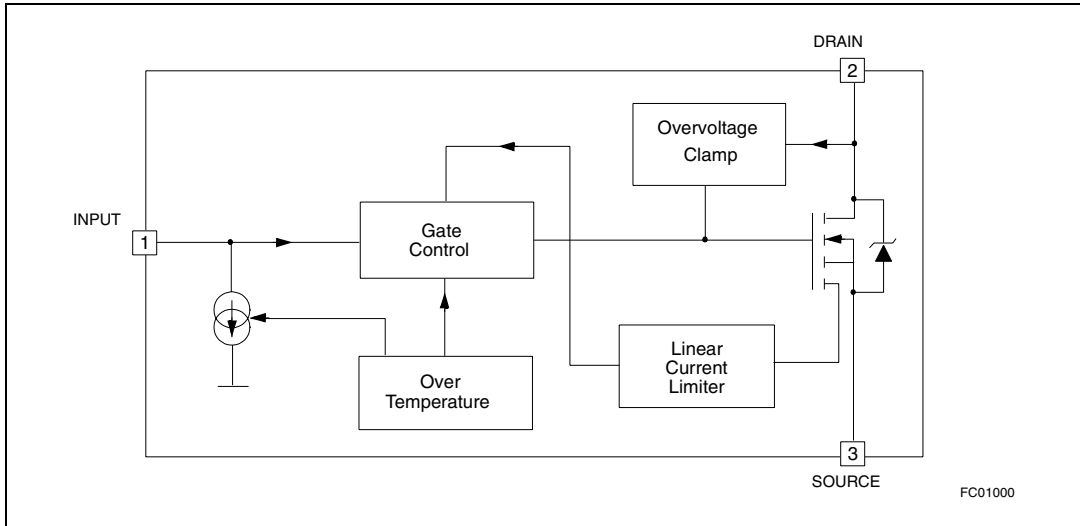 DRAIN
2
Overvoltage
Clamp
INPUT
1
Gate
Control
Linear
Current
Limiter
Over
Temperature
3
SOURCE
FC01000